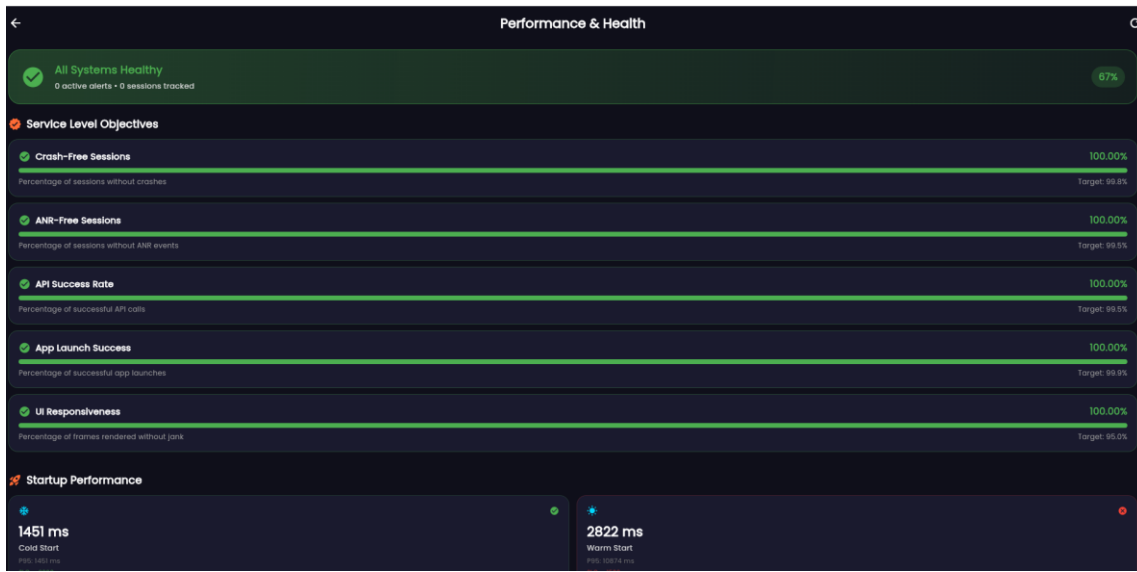 Performance & Health
All Systems Healthy
0 active alerts • 0 sessions tracked
67%
Service Level Objectives
Crash-Free Sessions
100.00%
Percentage of sessions without crashes
Target: 99.8%
ANR-Free Sessions
100.00%
Percentage of sessions without ANR events
Target: 99.5%
API Success Rate
100.00%
Percentage of successful API calls
Target: 99.5%
App Launch Success
100.00%
Percentage of successful app launches
Target: 99.9%
UI Responsiveness
100.00%
Percentage of frames rendered without jank
Target: 95.0%
Startup Performance
1451 ms
Cold Start
P95: 1451 ms
2822 ms
Warm Start
P95: 10874 ms